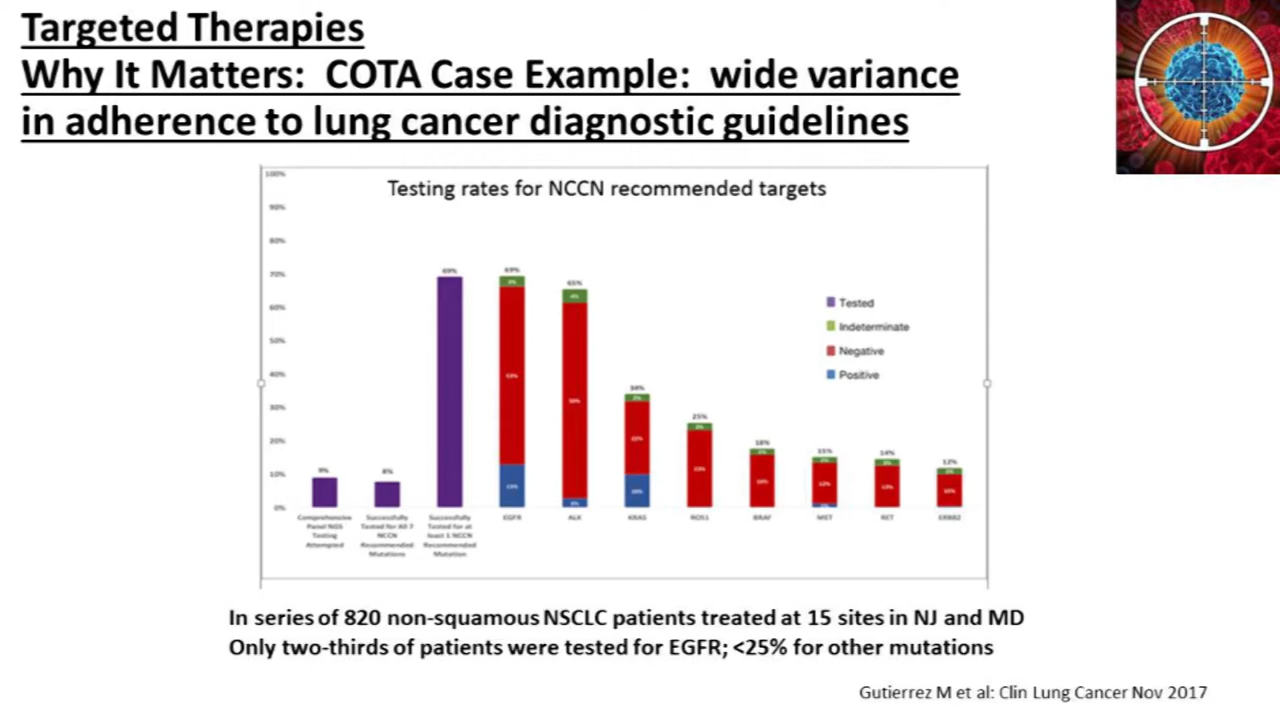 Targeted Therapies
Why It Matters: COTA Case Example: wide variance
in adherence to lung cancer diagnostic guidelines
Testing rates for NCCN recommended targets
100%
90%
80%
70%
60%
50%
40%
30%
20%
10%
0%
9%
8%
69%
69%
65%
34%
25%
18%
15%
14%
12%
Tested
Indeterminate
Negative
Positive
Comprehensive
Panel NGS
Testing
Attempted
Successfully
Tested for All 7
NCCN
Recommended
Mutations
Successfully
Tested for at
least 1 NCCN
Recommended
Mutation
EGFR
ALK
KRAS
ROS1
BRAF
MET
RET
ERBB2
In series of 820 non-squamous NSCLC patients treated at 15 sites in NJ and MD
Only two-thirds of patients were tested for EGFR; <25% for other mutations
Gutierrez M et al: Clin Lung Cancer Nov 2017